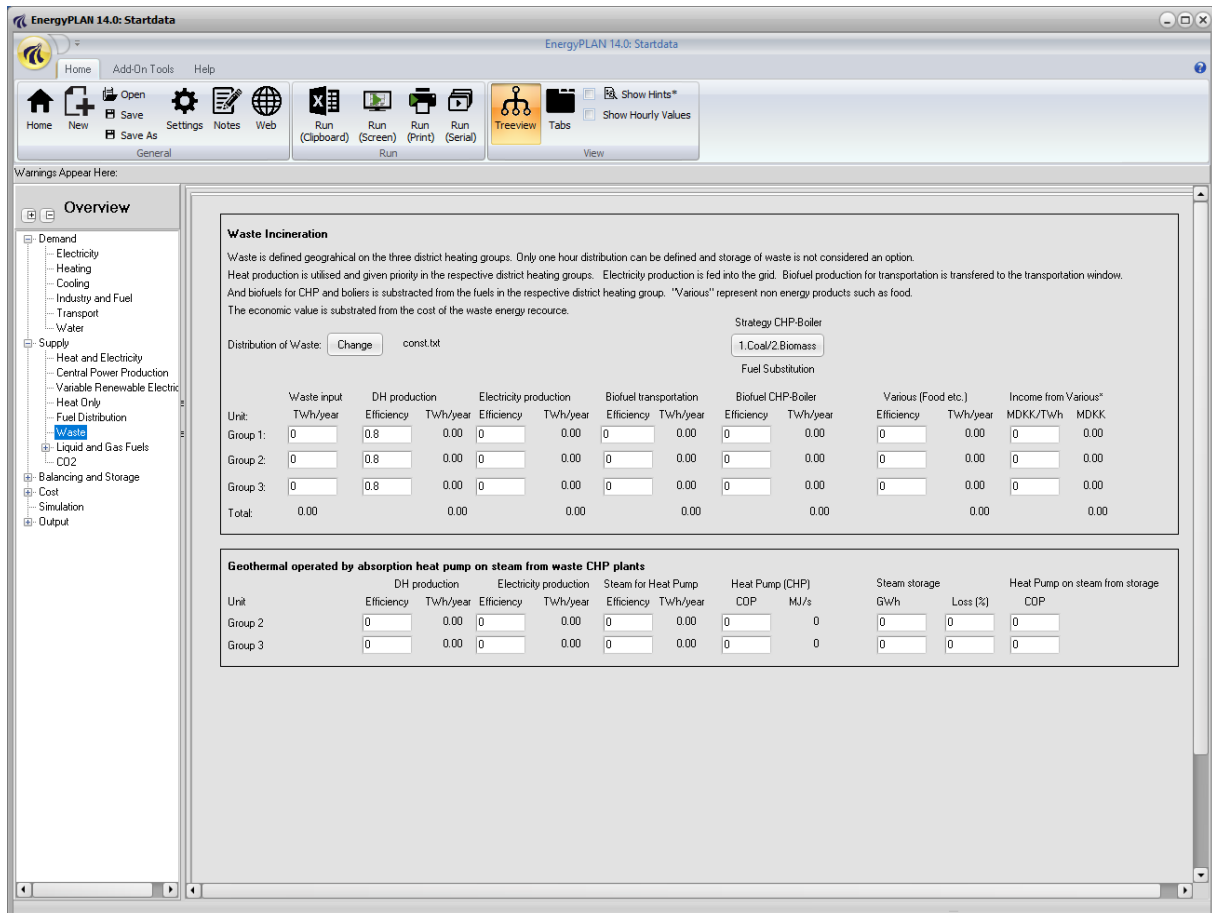 EnergyPLAN 14.0: Startdata
EnergyPLAN 14.0: Startdata
Home Add-On Tools Help
Home New Open Save Save As Settings Notes Web
General
Run (Clipboard) Run (Screen) Run (Print) Run (Serial)
Run
Treeview Tabs Show Hints* Show Hourly Values
View
Warnings Appear Here:
Overview
Demand
Electricity
Heating
Cooling
Industry and Fuel
Transport
Water
Supply
Heat and Electricity
Central Power Production
Variable Renewable Electric
Heat Only
Fuel Distribution
Waste
Liquid and Gas Fuels
CO2
Balancing and Storage
Cost
Simulation
Output
Waste Incineration
Waste is defined geograhical on the three district heating groups. Only one hour distribution can be defined and storage of waste is not considered an option.
Heat production is utilised and given priority in the respective district heating groups. Electricity production is fed into the grid. Biofuel production for transportation is transfered to the transportation window.
And biofuels for CHP and boliers is substracted from the fuels in the respective district heating group. "Various" represent non energy products such as food.
The economic value is substrated from the cost of the waste energy recource.
Strategy CHP-Boiler
Distribution of Waste: Change const.txt 1.Coal/2.Biomass
Fuel Substitution
Waste input DH production Electricity production Biofuel transportation Biofuel CHP-Boiler Various (Food etc.) Income from Various*
Unit: TWh/year Efficiency TWh/year Efficiency TWh/year Efficiency TWh/year Efficiency TWh/year Efficiency TWh/year MDKK/TWh MDKK
Group 1: 0 0.8 0.00 0 0.00 0 0.00 0 0.00 0 0.00 0 0.00
Group 2: 0 0.8 0.00 0 0.00 0 0.00 0 0.00 0 0.00 0 0.00
Group 3: 0 0.8 0.00 0 0.00 0 0.00 0 0.00 0 0.00 0 0.00
Total: 0.00 0.00 0.00 0.00 0.00 0.00 0.00
Geothermal operated by absorption heat pump on steam from waste CHP plants
DH production Electricity production Steam for Heat Pump Heat Pump (CHP) Steam storage Heat Pump on steam from storage
Unit Efficiency TWh/year Efficiency TWh/year Efficiency TWh/year COP MJ/s GWh Loss (%) COP
Group 2 0 0.00 0 0.00 0 0.00 0 0 0 0 0
Group 3 0 0.00 0 0.00 0 0.00 0 0 0 0 0